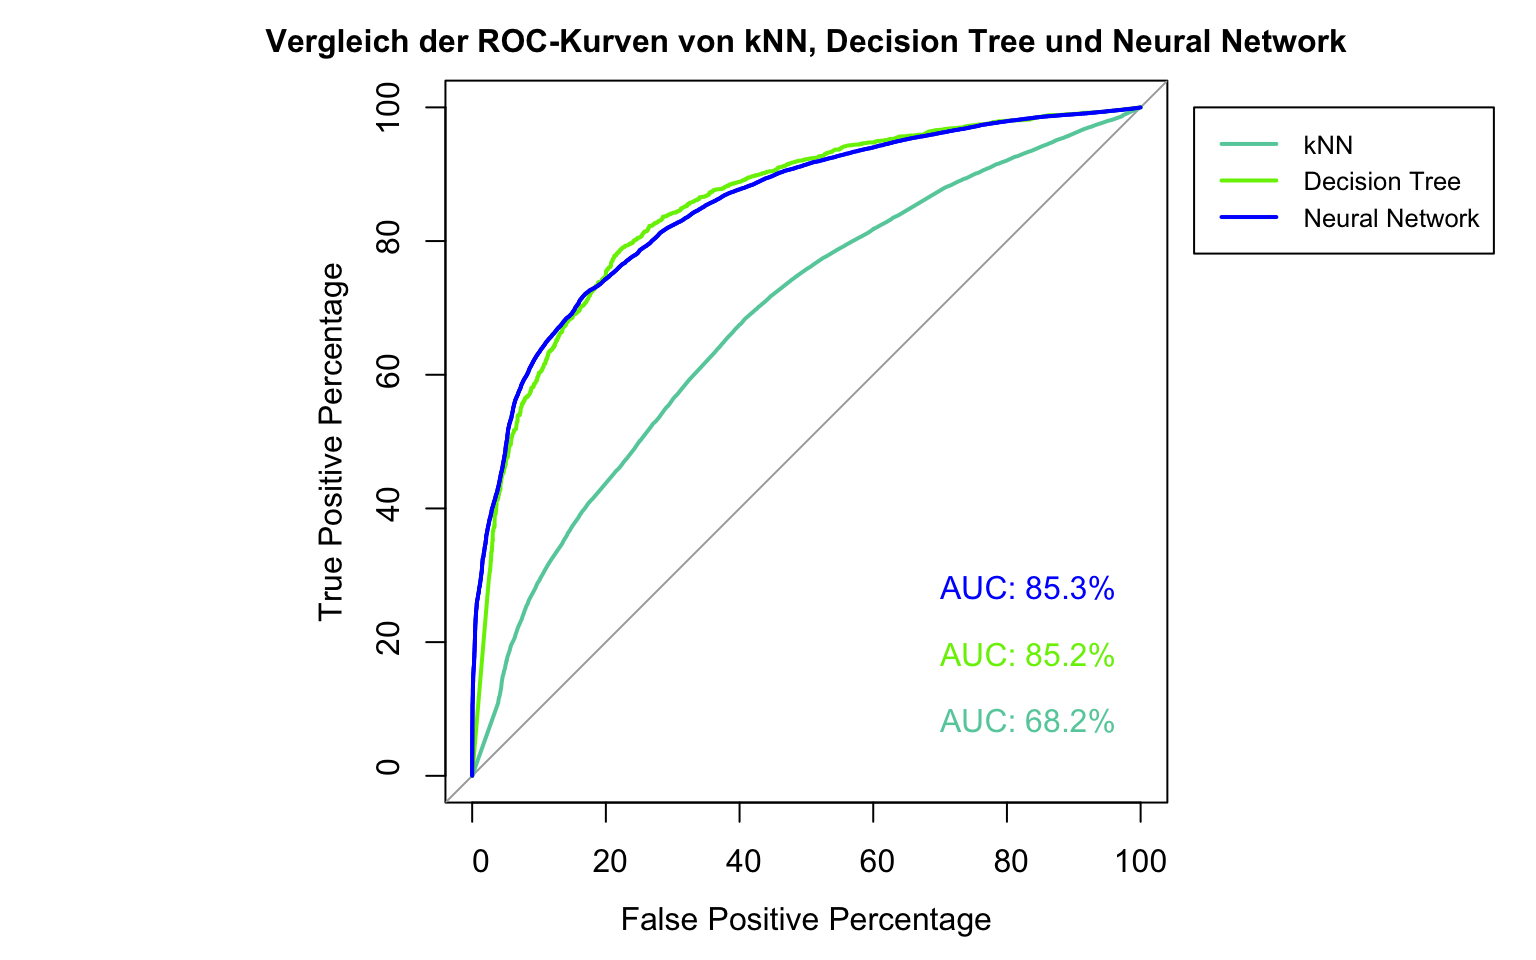 Vergleich der ROC-Kurven von kNN, Decision Tree und Neural Network
kNN
Decision Tree
Neural Network
True Positive Percentage
100
80
60
40
20
0
AUC: 85.3%
AUC: 85.2%
AUC: 68.2%
0 20 40 60 80 100
False Positive Percentage